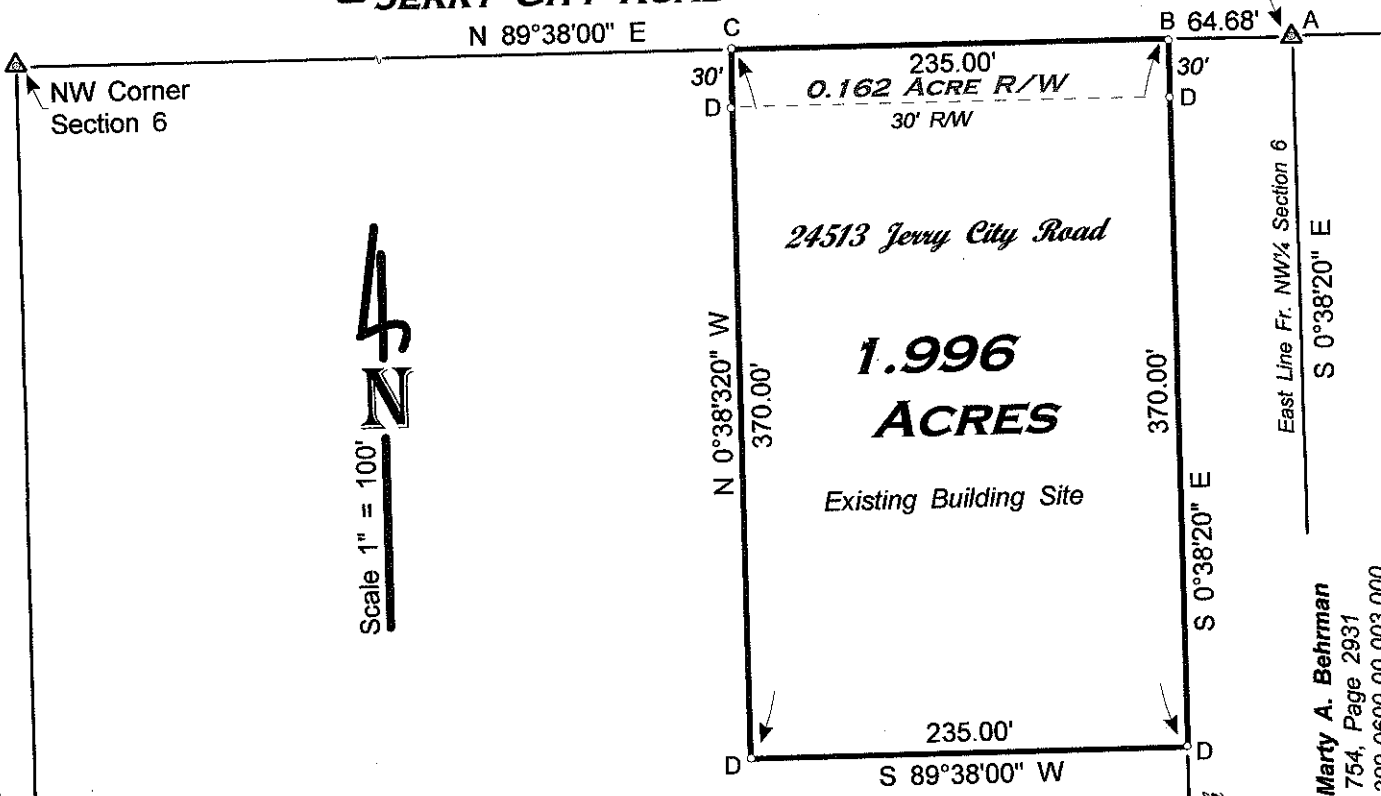 JERRY CITY ROAD
N 89°38'00" E
C
B 64.68' A
NW Corner
Section 6
30'
235.00'
30'
0.162 ACRE R/W
D
D
30' R/W
24513 Jerry City Road
East Line Fr. NW¼ Section 6
S 0°38'20" E
N
Scale 1" = 100'
N 0°38'320" W
370.00'
1.996
ACRES
370.00'
Existing Building Site
S 0°38'20" E
235.00'
D
D
S 89°38'00" W
Marty A. Behrman
754, Page 2931